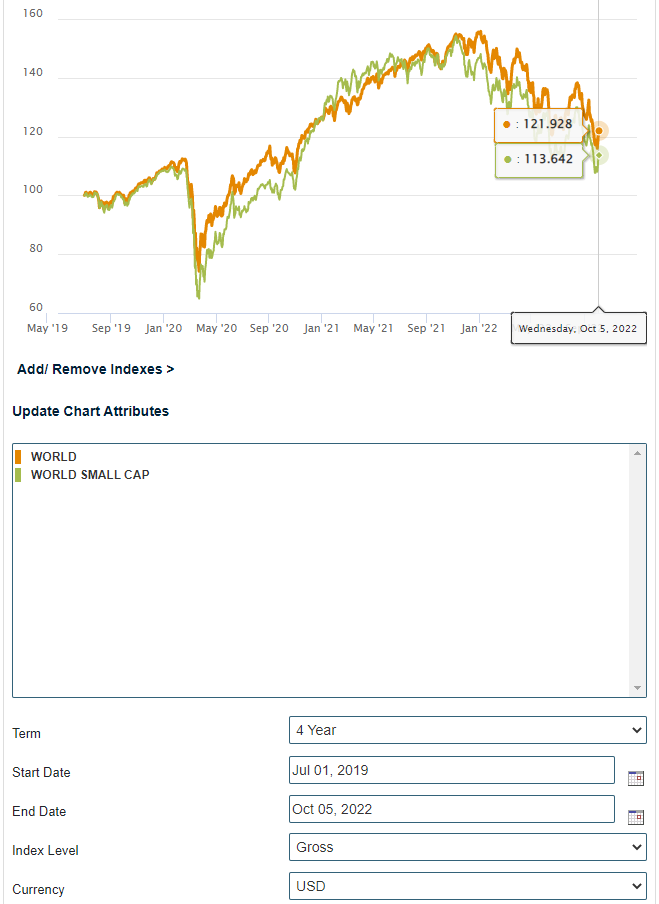 160
140
120
100
80
60
: 121.928
: 113.642
May '19 Sep '19 Jan '20 May '20 Sep '20 Jan '21 May '21 Sep '21 Jan '22
Wednesday, Oct 5, 2022
Add/ Remove Indexes >
Update Chart Attributes
WORLD
WORLD SMALL CAP
Term 4 Year
Start Date Jul 01, 2019
End Date Oct 05, 2022
Index Level Gross
Currency USD